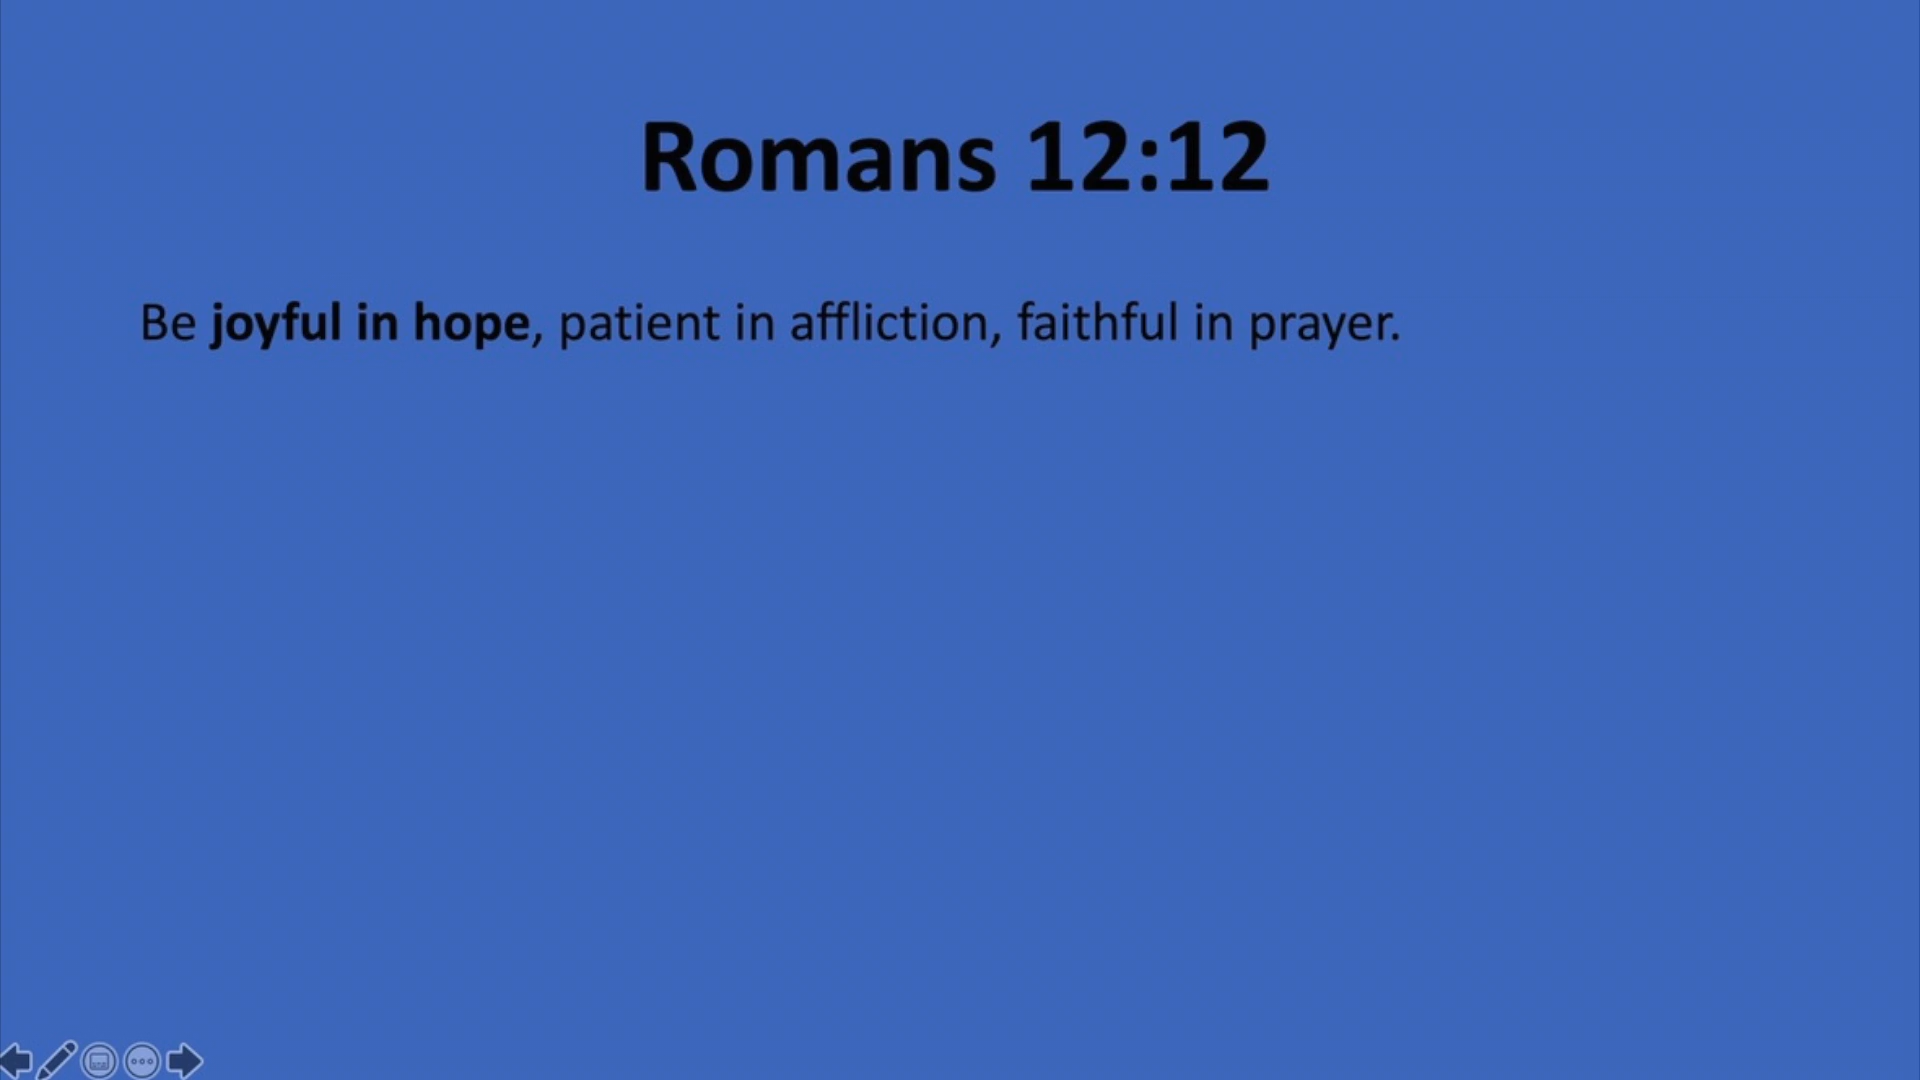 Romans 12:12
Be joyful in hope, patient in affliction, faithful in prayer.